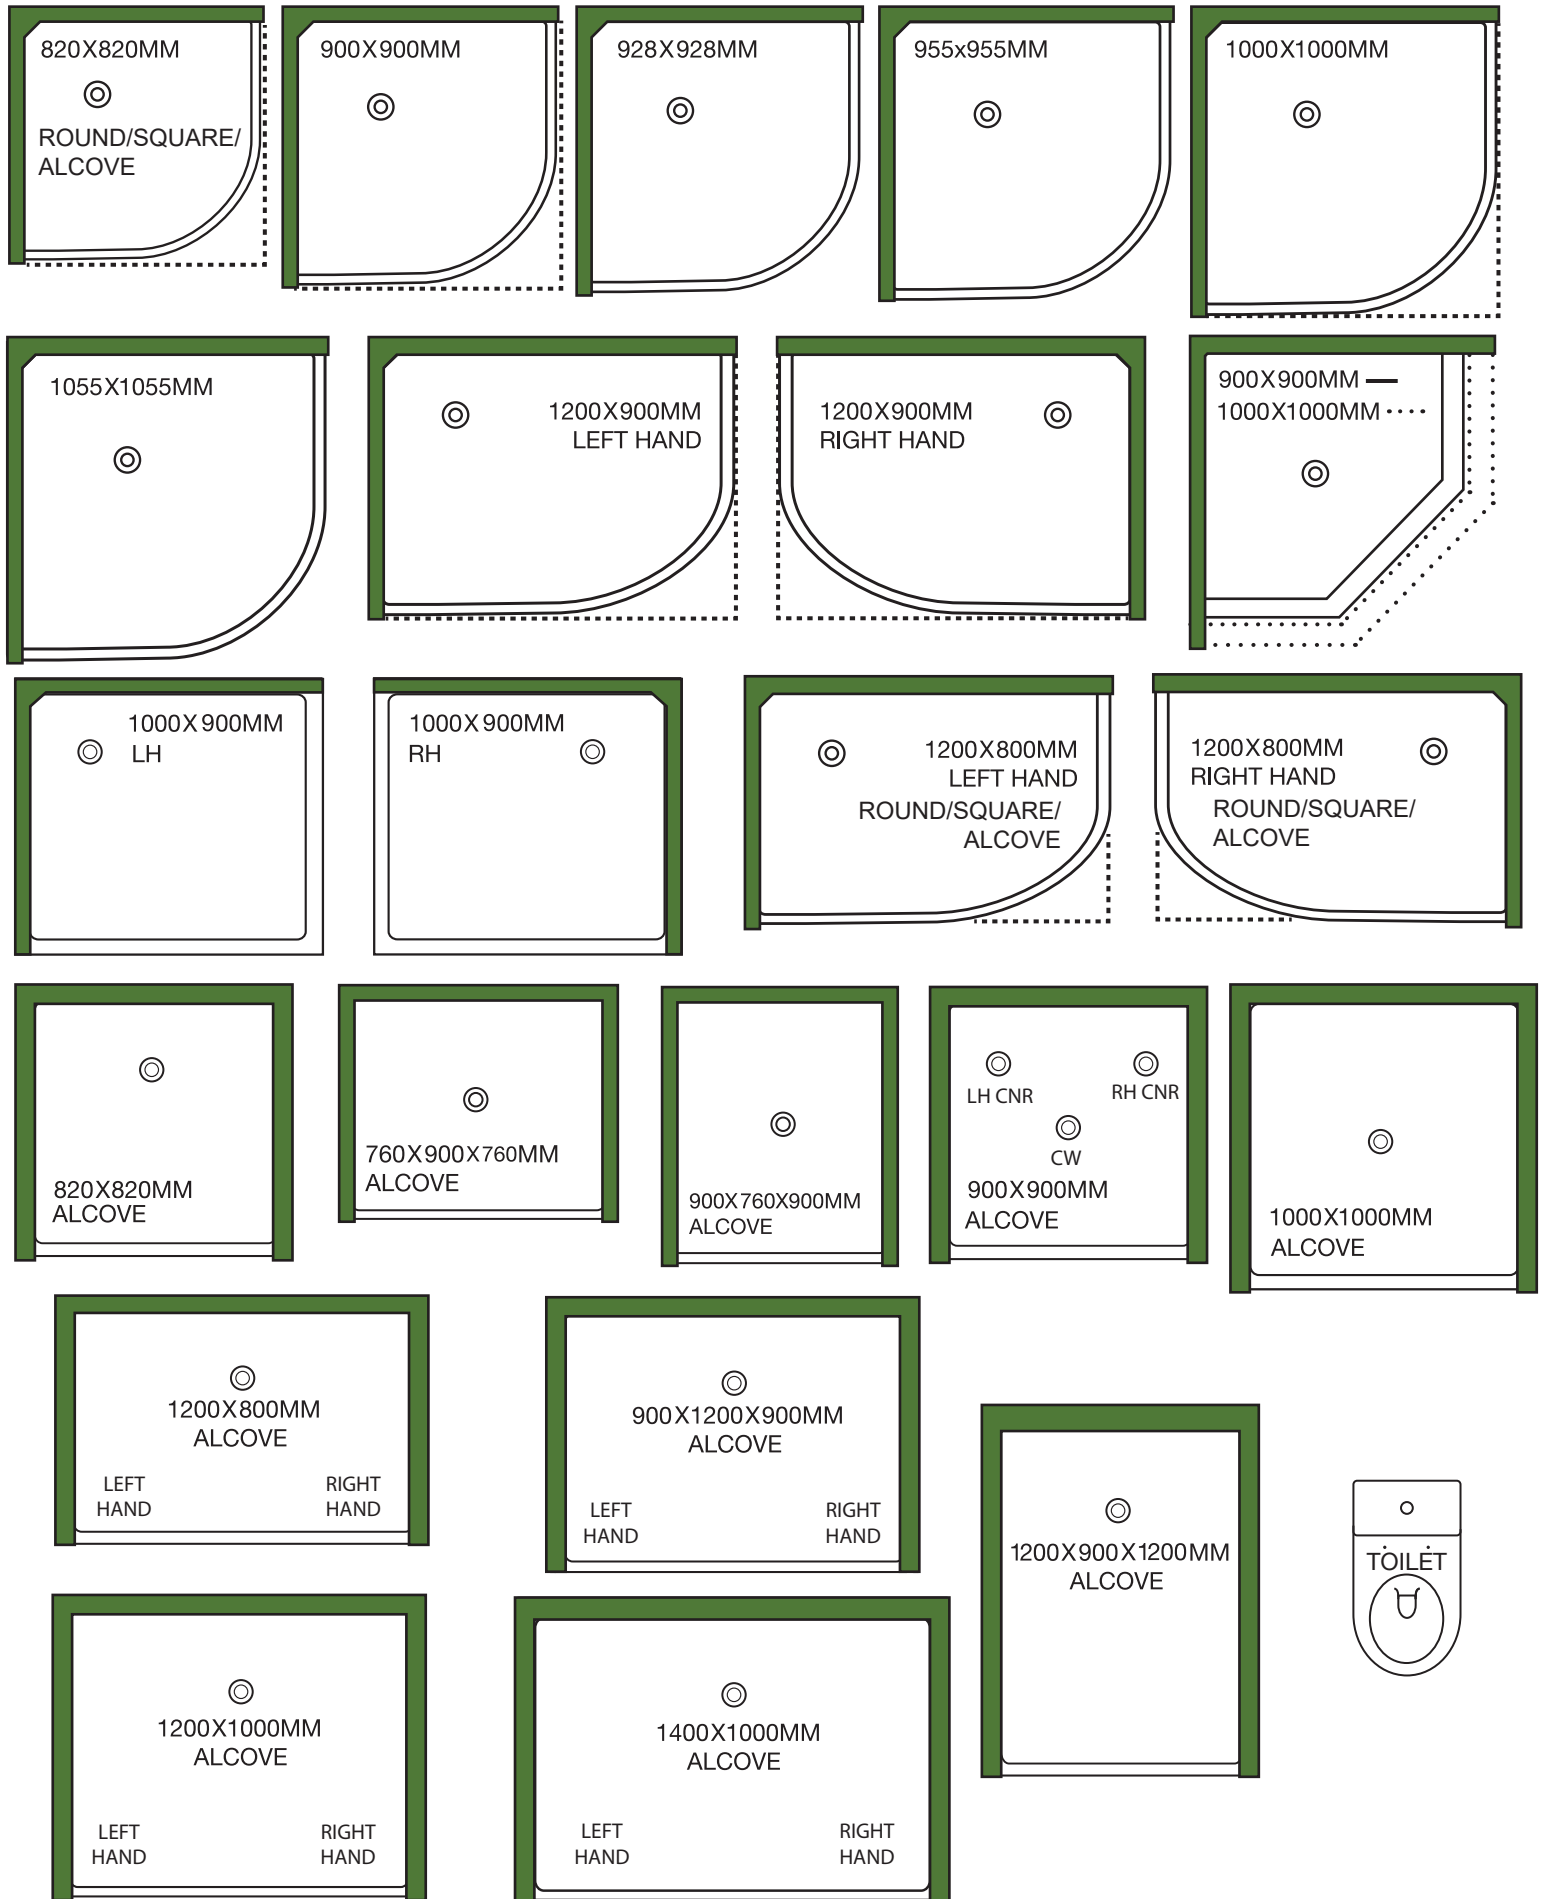 820X820MM
ROUND/SQUARE/
ALCOVE
900X900MM
928X928MM
955x955MM
1000X1000MM
1055X1055MM
1200X900MM
LEFT HAND
1200X900MM
RIGHT HAND
900X900MM
1000X1000MM
1000X900MM
LH
1000X900MM
RH
1200X800MM
LEFT HAND
ROUND/SQUARE/
ALCOVE
1200X800MM
RIGHT HAND
ROUND/SQUARE/
ALCOVE
820X820MM
ALCOVE
760X900X760MM
ALCOVE
900X760X900MM
ALCOVE
LH CNR
RH CNR
CW
900X900MM
ALCOVE
1000X1000MM
ALCOVE
1200X800MM
ALCOVE
LEFT
HAND
RIGHT
HAND
900X1200X900MM
ALCOVE
LEFT
HAND
RIGHT
HAND
1200X900X1200MM
ALCOVE
TOILET
1200X1000MM
ALCOVE
LEFT
HAND
RIGHT
HAND
1400X1000MM
ALCOVE
LEFT
HAND
RIGHT
HAND